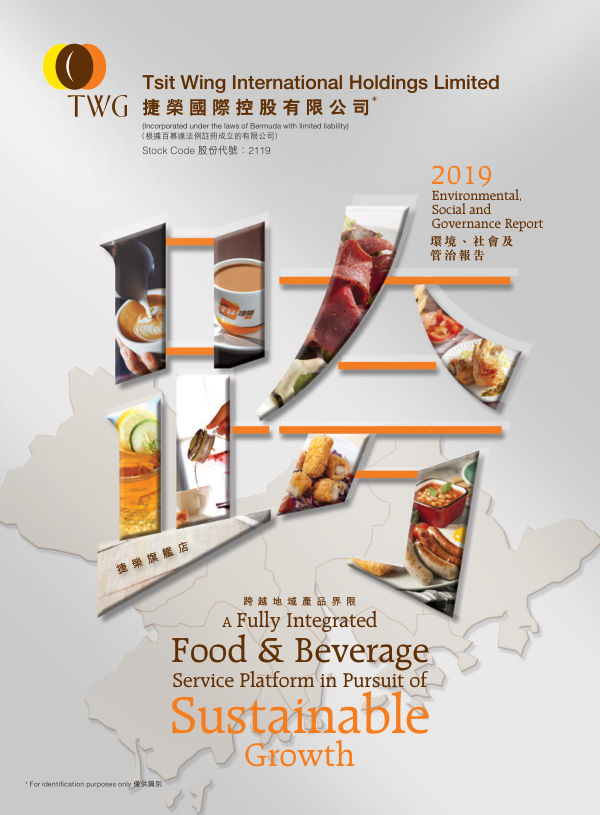 TWG
Tsit Wing International Holdings Limited
捷榮國際控股有限公司*
(Incorporated under the laws of Bermuda with limited liability)
(根據百慕達法例註冊成立的有限公司)
Stock Code 股份代號：2119
2019
Environmental,
Social and
Governance Report
環境、社會及
管治報告
跨
捷榮
捷榮旗艦店
跨越地域產品界限
A Fully Integrated
Food & Beverage
Service Platform in Pursuit of
Sustainable
Growth
* For identification purposes only 僅供識別